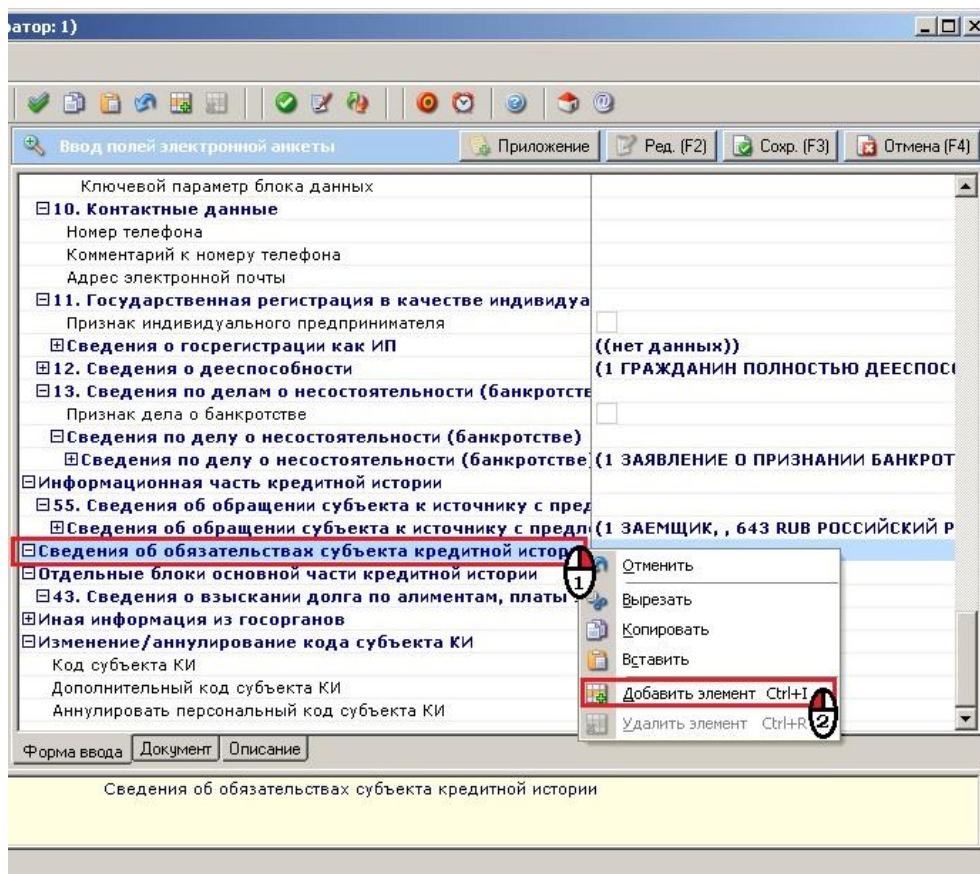 ратор: 1)
Ввод полей электронной анкеты Приложение Ред. (F2) Сохр. (F3) Отмена (F4)
Ключевой параметр блока данных
10. Контактные данные
Номер телефона
Комментарий к номеру телефона
Адрес электронной почты
11. Государственная регистрация в качестве индивидуа
Признак индивидуального предпринимателя
Сведения о госрегистрации как ИП ((нет данных))
12. Сведения о дееспособности (1 ГРАЖДАНИН ПОЛНОСТЬЮ ДЕЕСПОС
13. Сведения по делам о несостоятельности (банкротстве
Признак дела о банкротстве
Сведения по делу о несостоятельности (банкротстве)
Сведения по делу о несостоятельности (банкротстве) (1 ЗАЯВЛЕНИЕ О ПРИЗНАНИИ БАНКРОТ
Информационная часть кредитной истории
55. Сведения об обращении субъекта к источнику с пред
Сведения об обращении субъекта к источнику с предл (1 ЗАЕМЩИК, , 643 RUB РОССИЙСКИЙ Р
Сведения об обязательствах субъекта кредитной истор
1
Отменить
Отдельные блоки основной части кредитной истории
43. Сведения о взыскании долга по алиментам, платы
Вырезать
Иная информация из госорганов
Копировать
Изменение/аннулирование кода субъекта КИ
Код субъекта КИ
Вставить
Дополнительный код субъекта КИ
Добавить элемент Ctrl+I
2
Аннулировать персональный код субъекта КИ
Удалить элемент Ctrl+R
Форма ввода Документ Описание
Сведения об обязательствах субъекта кредитной истории